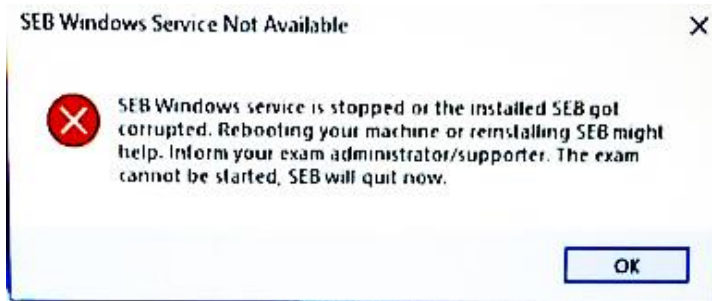 SEB Windows Service Not Available
SEB Windows service is stopped or the installed SEB got
corrupted. Rebooting your machine or reinstalling SEB might
help. Inform your exam administrator/supporter. The exam
cannot be started, SEB will quit now.
OK